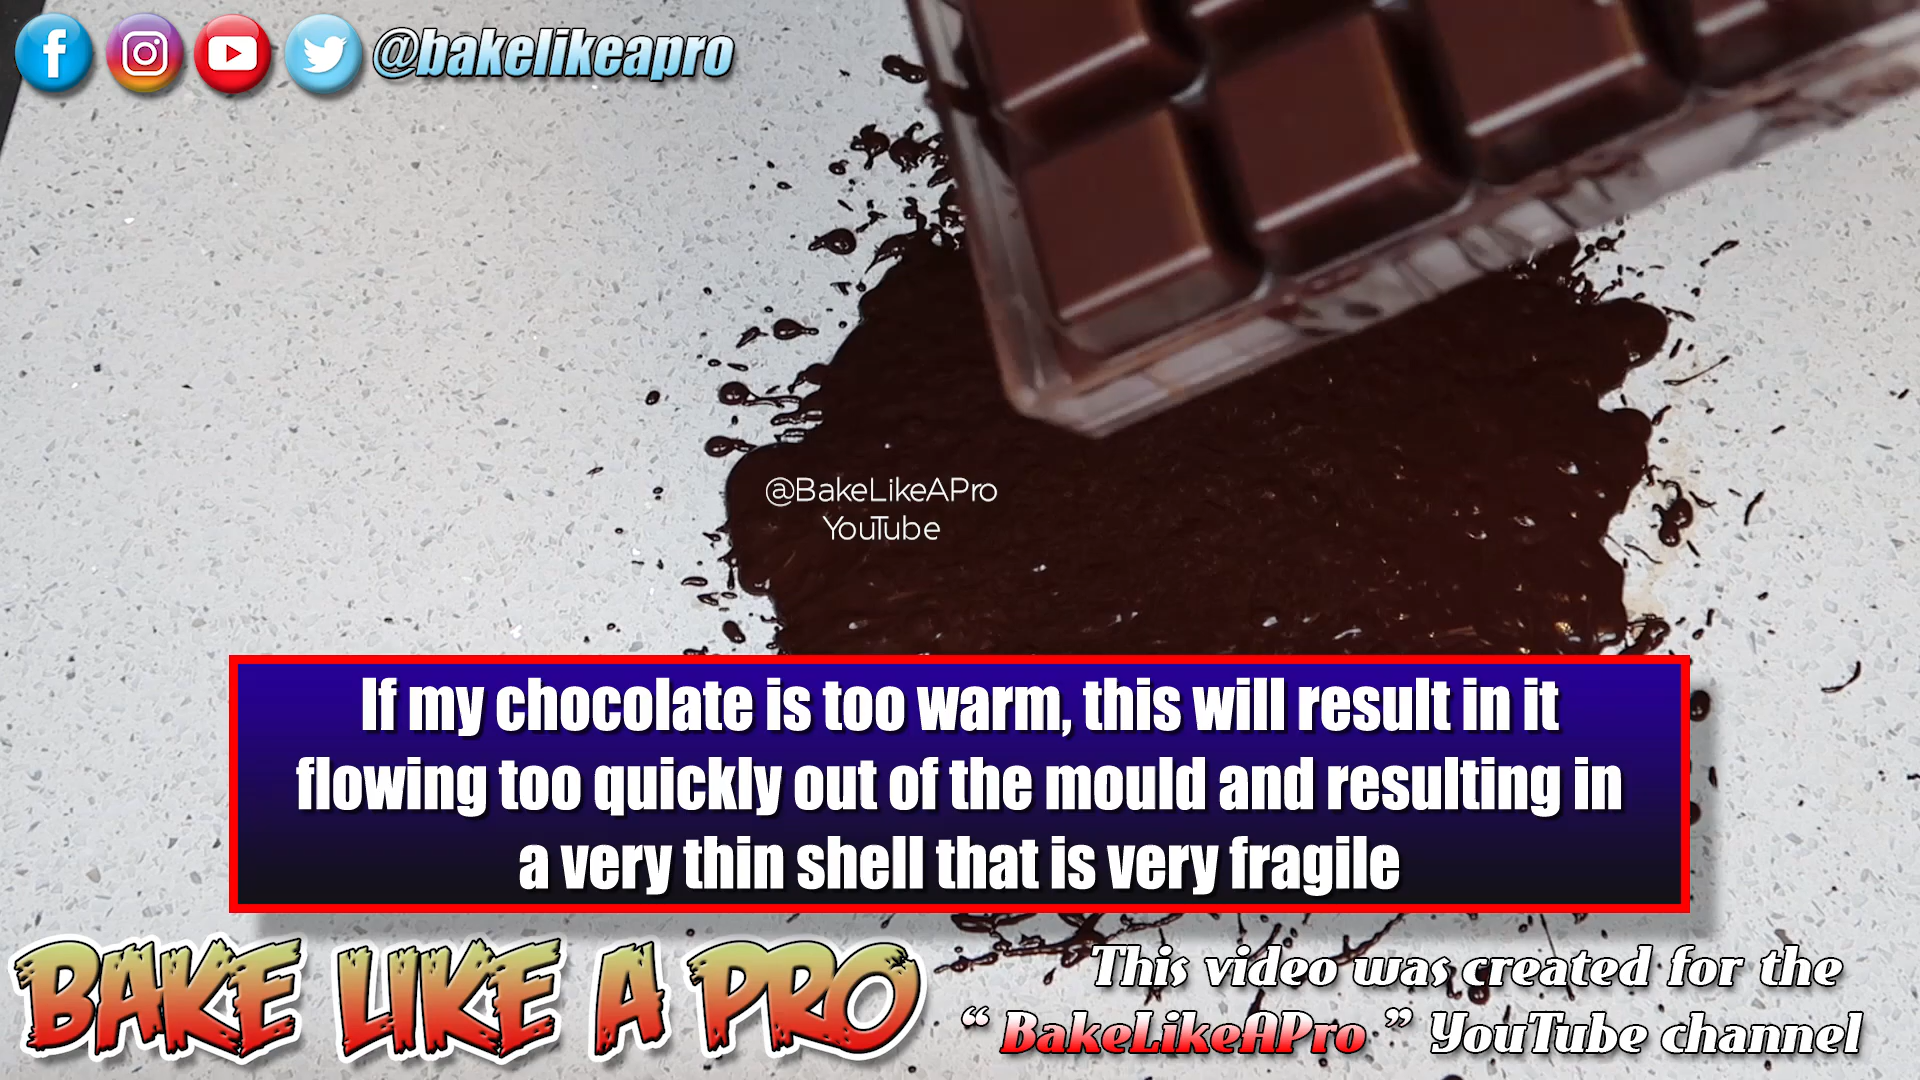 @bakelikeapro
@BakeLikeAPro
YouTube
If my chocolate is too warm, this will result in it
flowing too quickly out of the mould and resulting in
a very thin shell that is very fragile
BAKE LIKE A PRO
This video was created for the
“ BakeLikeAPro ” YouTube channel